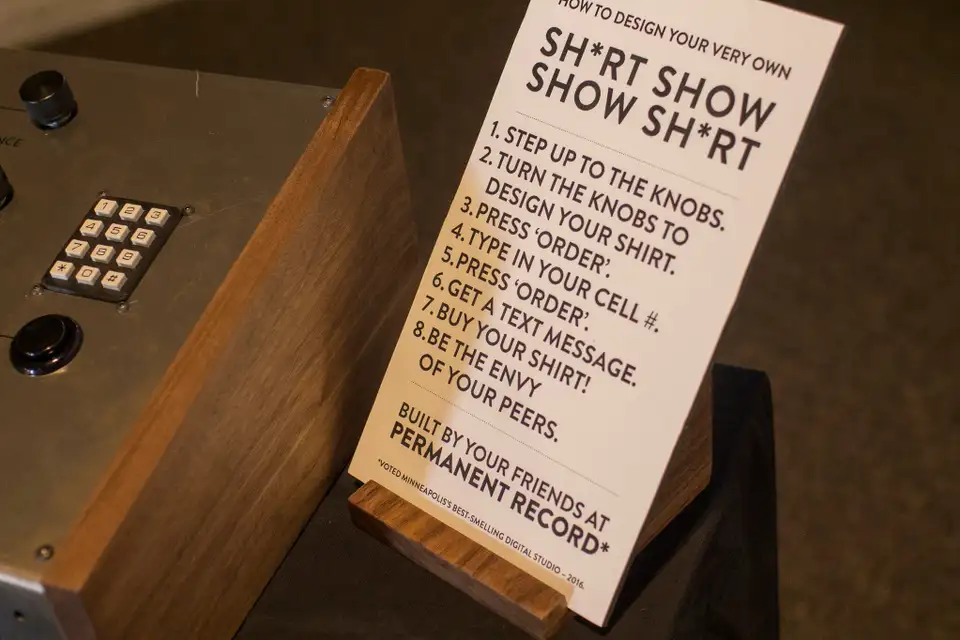 HOW TO DESIGN YOUR VERY OWN
SH*RT SHOW
SHOW SH*RT
1. STEP UP TO THE KNOBS.
2. TURN THE KNOBS TO
DESIGN YOUR SHIRT.
3. PRESS 'ORDER'.
4. TYPE IN YOUR CELL #.
5. PRESS 'ORDER'.
6. GET A TEXT MESSAGE.
7. BUY YOUR SHIRT!
8. BE THE ENVY
OF YOUR PEERS.
BUILT BY YOUR FRIENDS AT
PERMANENT RECORD*
*VOTED MINNEAPOLIS'S BEST-SMELLING DIGITAL STUDIO – 2016.
1 2 3
4 5 6
7 8 9
* 0 #